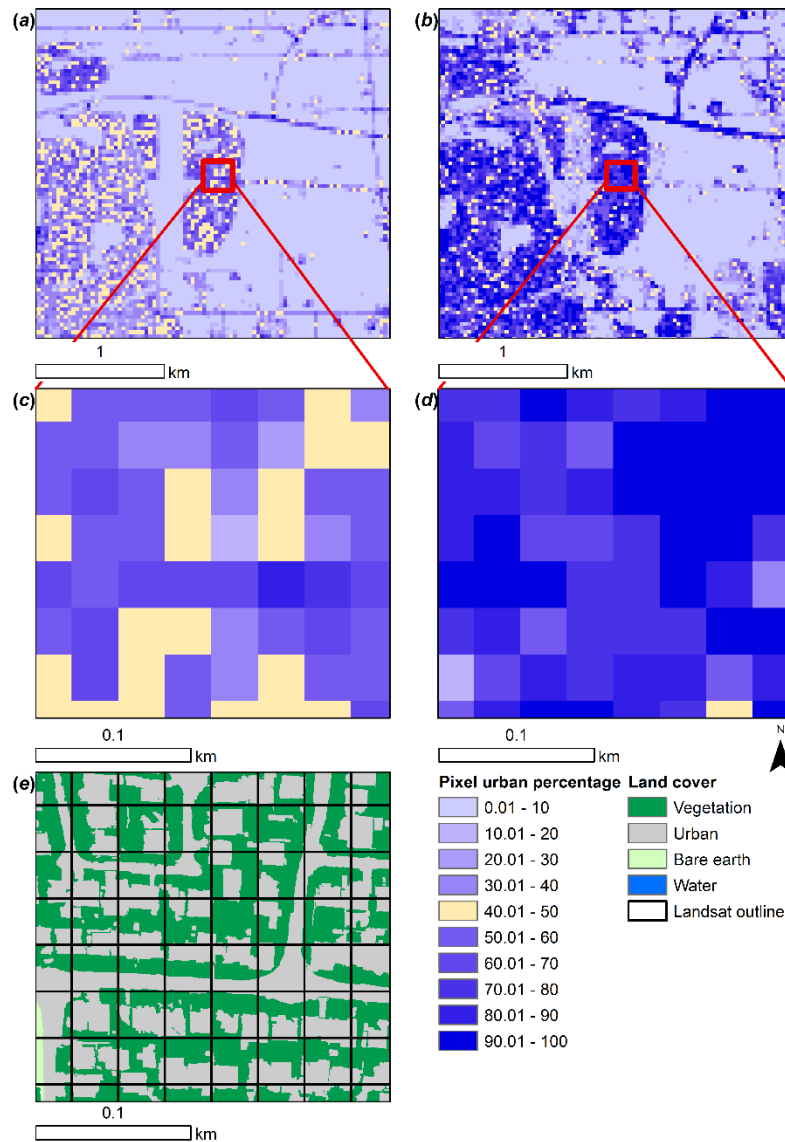 (a)
(b)
1
km
1
km
(c)
(d)
0.1
km
0.1
km
N
(e)
0.1
km
Pixel urban percentage
0.01 - 10
10.01 - 20
20.01 - 30
30.01 - 40
40.01 - 50
50.01 - 60
60.01 - 70
70.01 - 80
80.01 - 90
90.01 - 100
Land cover
Vegetation
Urban
Bare earth
Water
Landsat outline